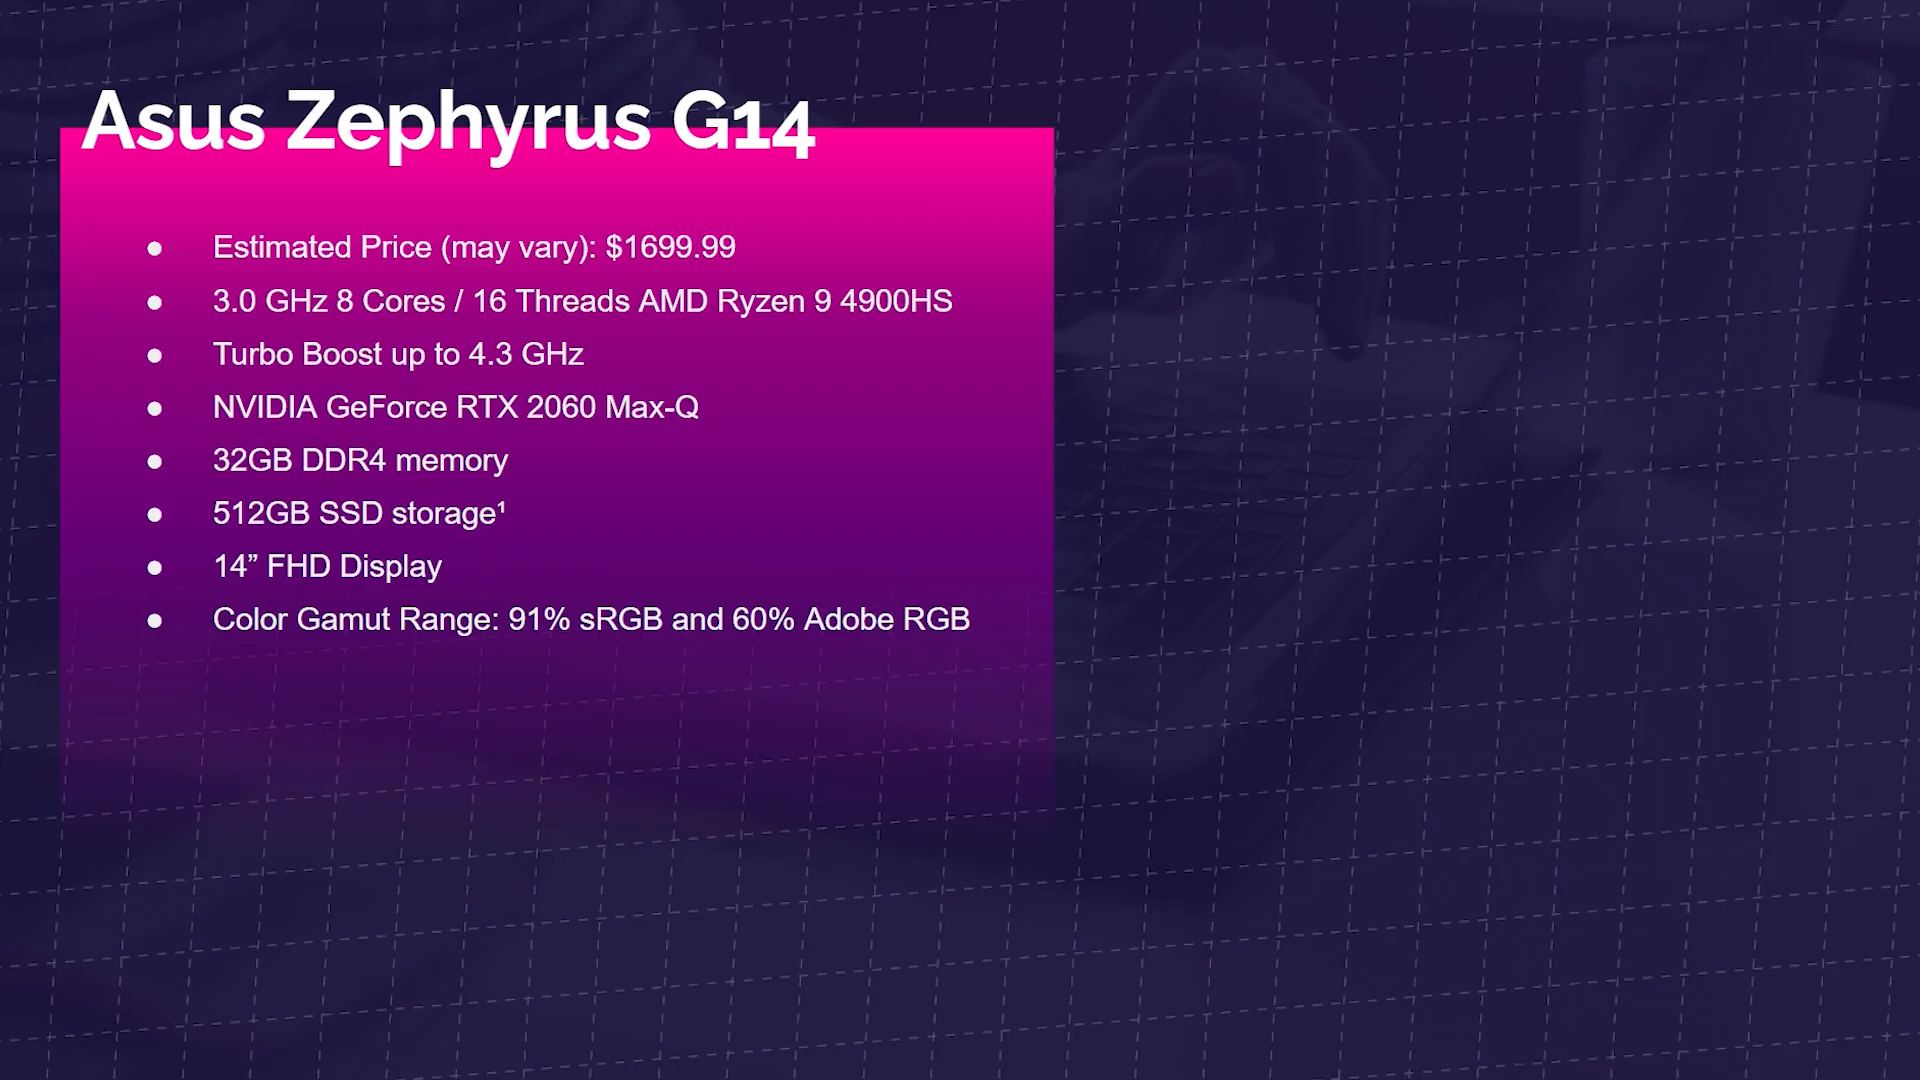 Asus Zephyrus G14
● Estimated Price (may vary): $1699.99
● 3.0 GHz 8 Cores / 16 Threads AMD Ryzen 9 4900HS
● Turbo Boost up to 4.3 GHz
● NVIDIA GeForce RTX 2060 Max-Q
● 32GB DDR4 memory
● 512GB SSD storage¹
● 14” FHD Display
● Color Gamut Range: 91% sRGB and 60% Adobe RGB